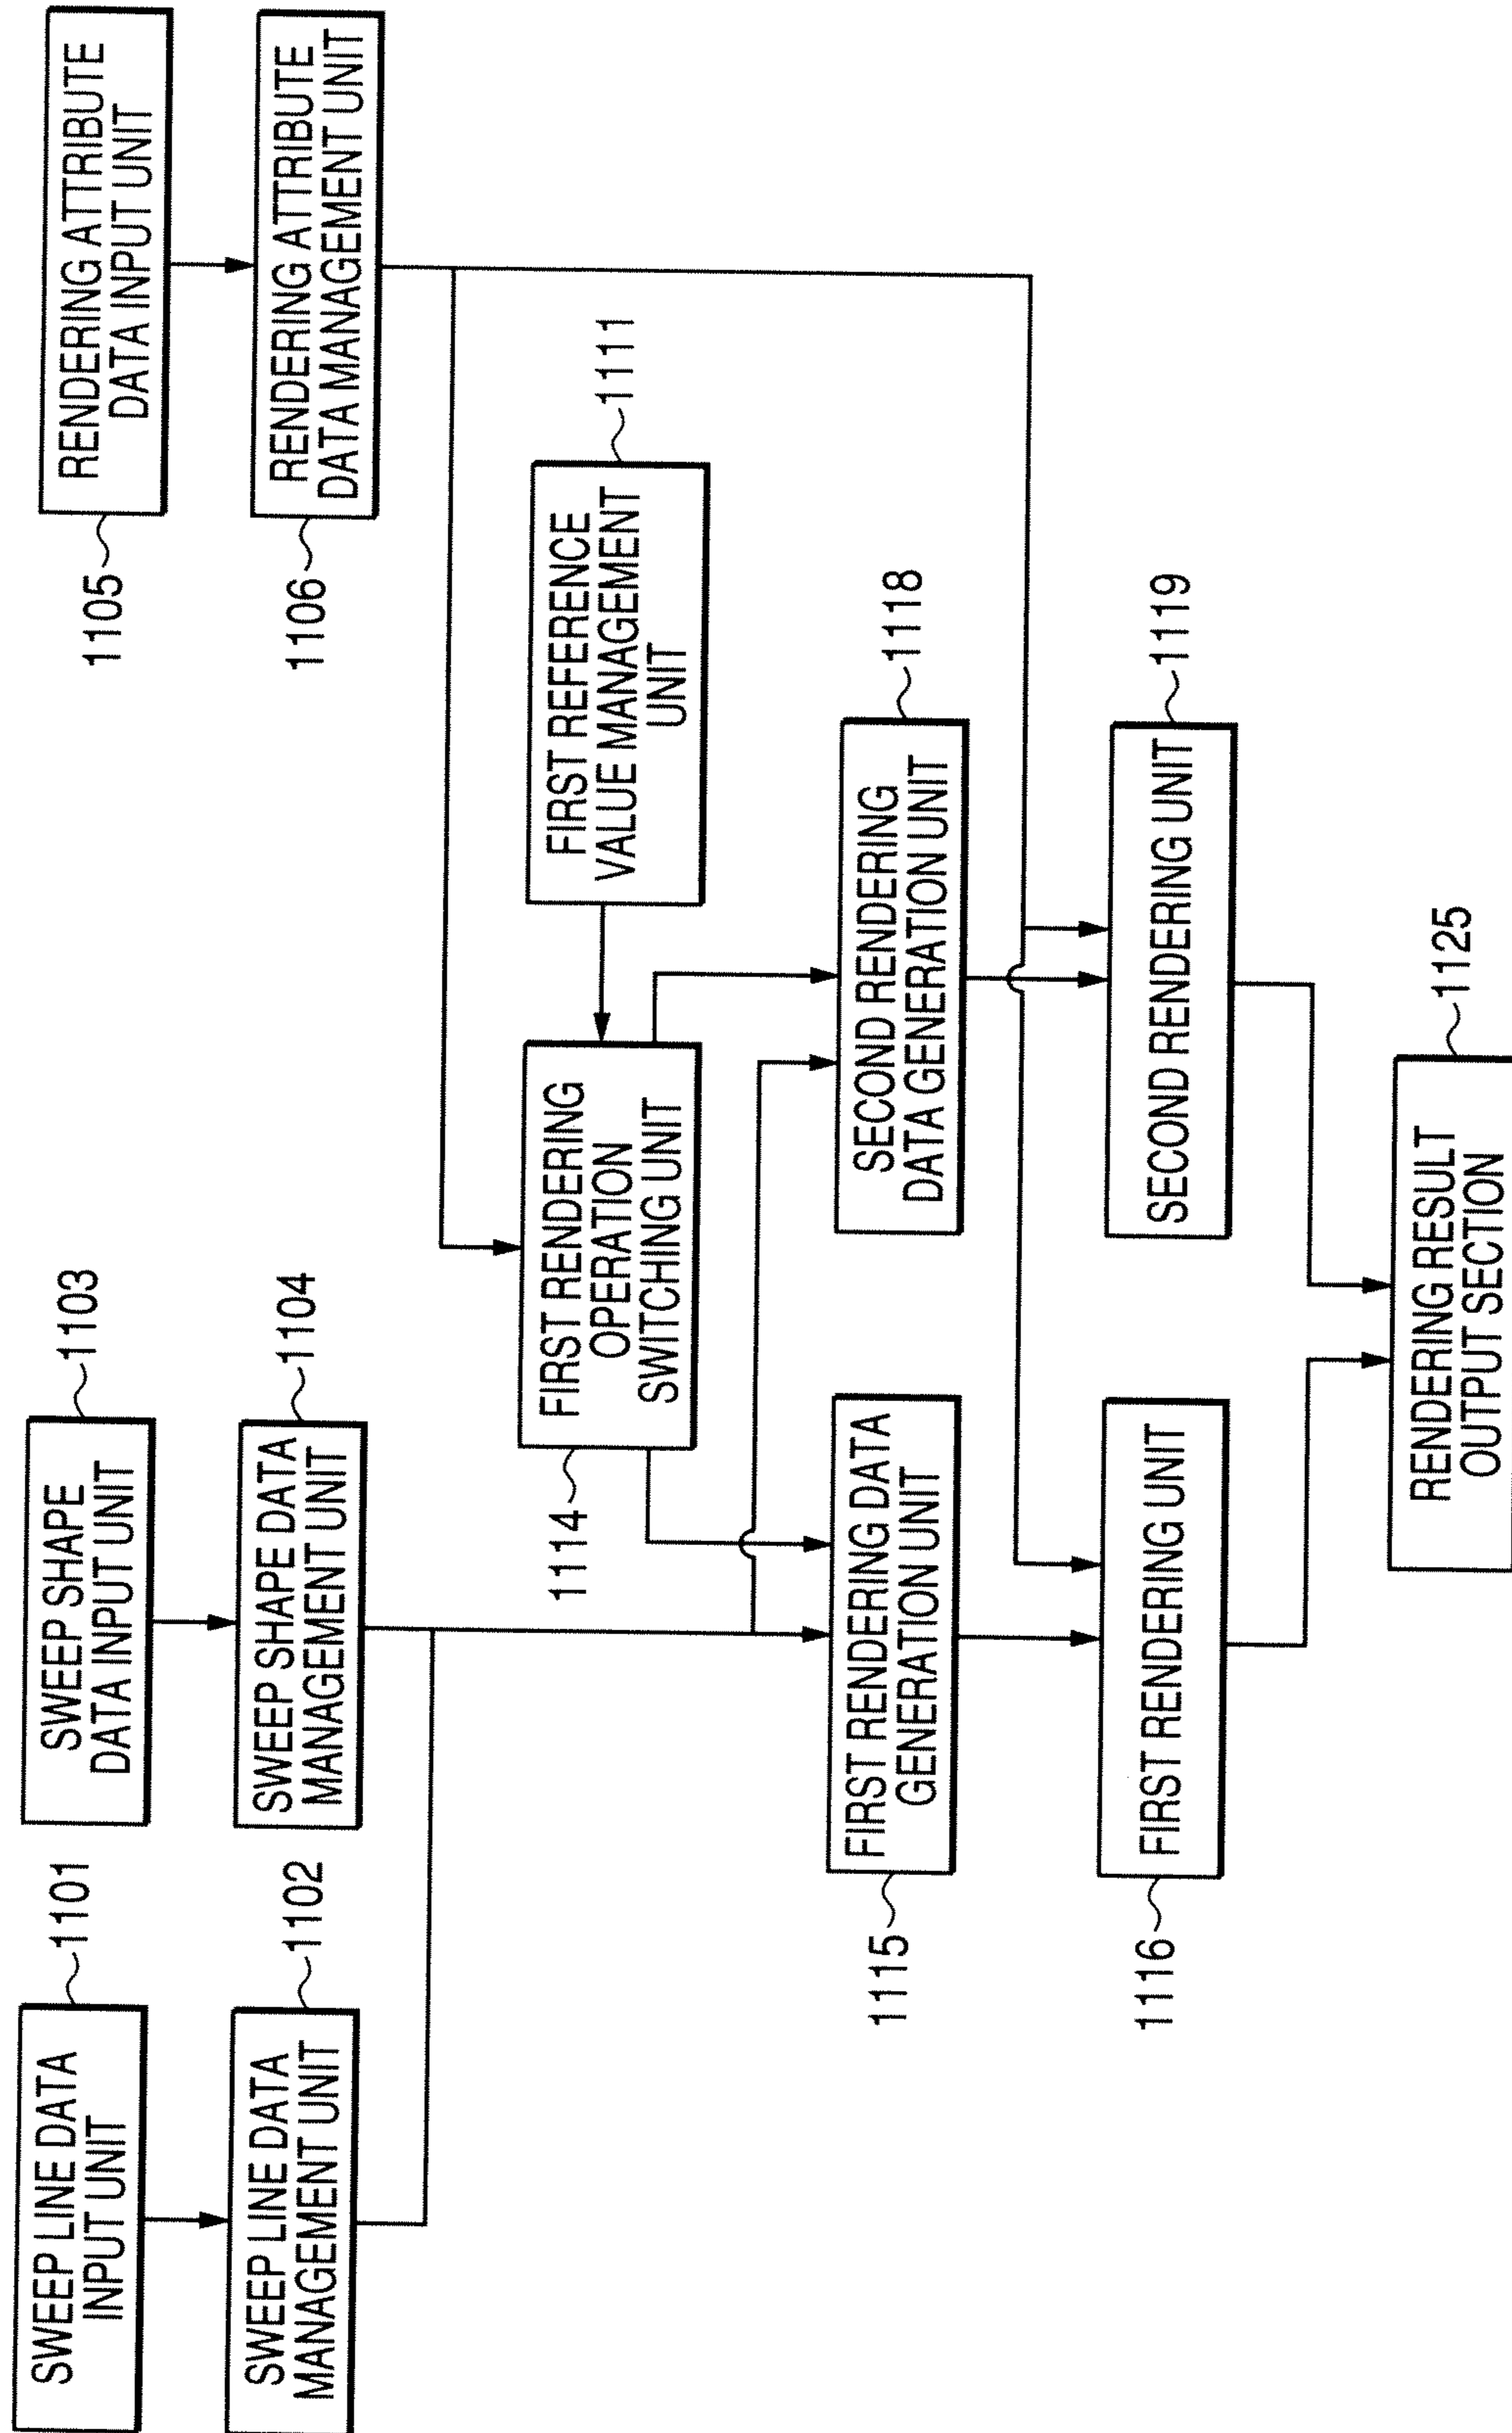 SWEEP LINE DATA
INPUT UNIT
1101
SWEEP SHAPE
DATA INPUT UNIT
1103
1105
RENDERING ATTRIBUTE
DATA INPUT UNIT
SWEEP LINE DATA
MANAGEMENT UNIT
1102
SWEEP SHAPE DATA
MANAGEMENT UNIT
1104
1106
RENDERING ATTRIBUTE
DATA MANAGEMENT UNIT
1114
FIRST RENDERING
OPERATION
SWITCHING UNIT
FIRST REFERENCE
VALUE MANAGEMENT
UNIT
1111
1115
FIRST RENDERING DATA
GENERATION UNIT
SECOND RENDERING
DATA GENERATION UNIT
1118
1116
FIRST RENDERING UNIT
SECOND RENDERING UNIT
1119
RENDERING RESULT
OUTPUT SECTION
1125